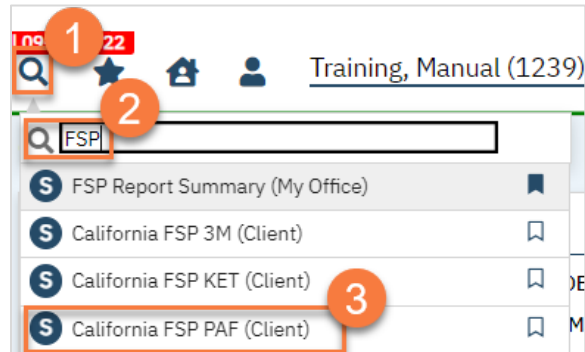 1
2
3
Training, Manual (1239)
FSP
S FSP Report Summary (My Office)
S California FSP 3M (Client)
S California FSP KET (Client)
S California FSP PAF (Client)